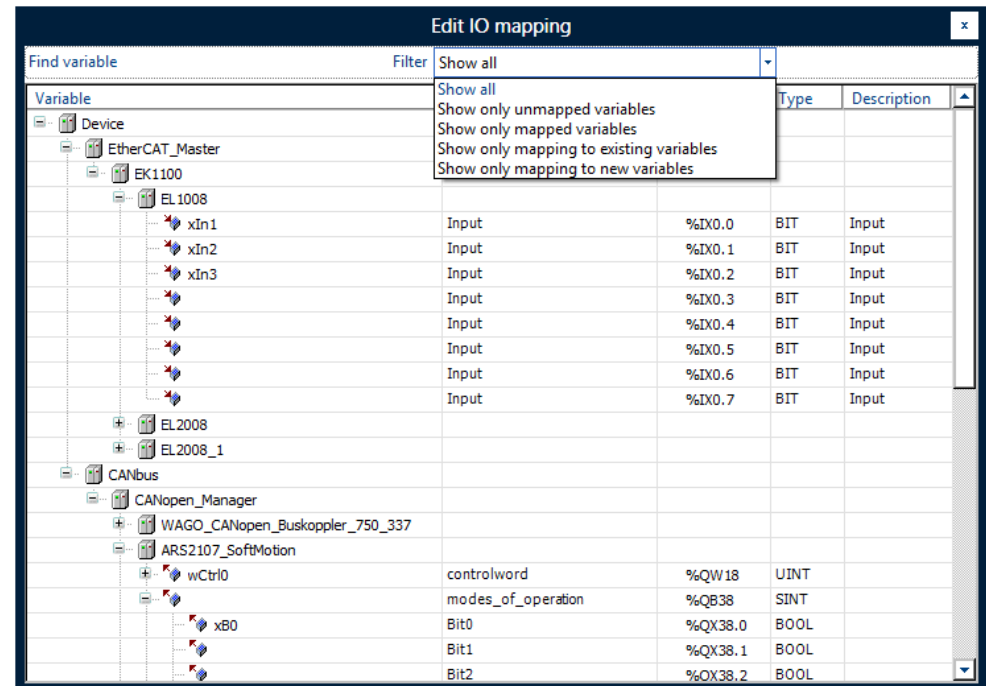 Edit IO mapping
x
Find variable Filter Show all
Show all
Show only unmapped variables
Show only mapped variables
Show only mapping to existing variables
Show only mapping to new variables
Variable Type Description
Device
EtherCAT_Master
EK1100
EL1008
xIn1 Input %IX0.0 BIT Input
xIn2 Input %IX0.1 BIT Input
xIn3 Input %IX0.2 BIT Input
Input %IX0.3 BIT Input
Input %IX0.4 BIT Input
Input %IX0.5 BIT Input
Input %IX0.6 BIT Input
Input %IX0.7 BIT Input
EL2008
EL2008_1
CANbus
CANopen_Manager
WAGO_CANopen_Buskoppler_750_337
ARS2107_SoftMotion
wCtrl0 controlword %QW18 UINT
modes_of_operation %QB38 SINT
xB0 Bit0 %QX38.0 BOOL
Bit1 %QX38.1 BOOL
Bit2 %QX38.2 BOOL